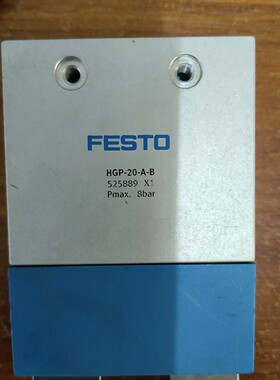 FESTO
HGP-20-A-B
525889 X1
Pmax. 8bar